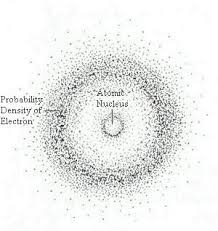 Atomic
Nucleus
Probability
Density of
Electron